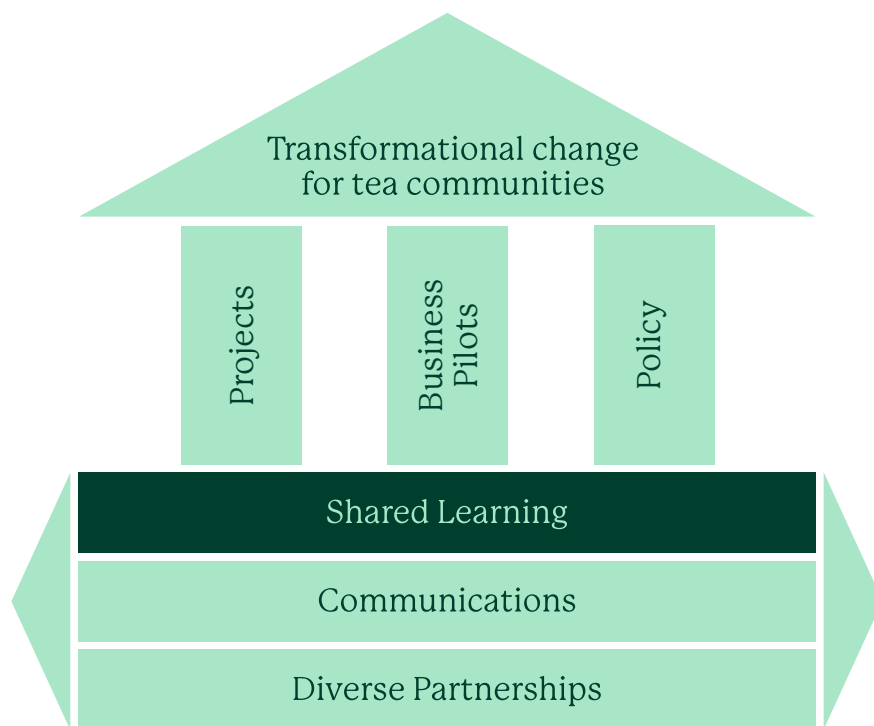 Transformational change
for tea communities
Projects
Business
Pilots
Policy
Shared Learning
Communications
Diverse Partnerships